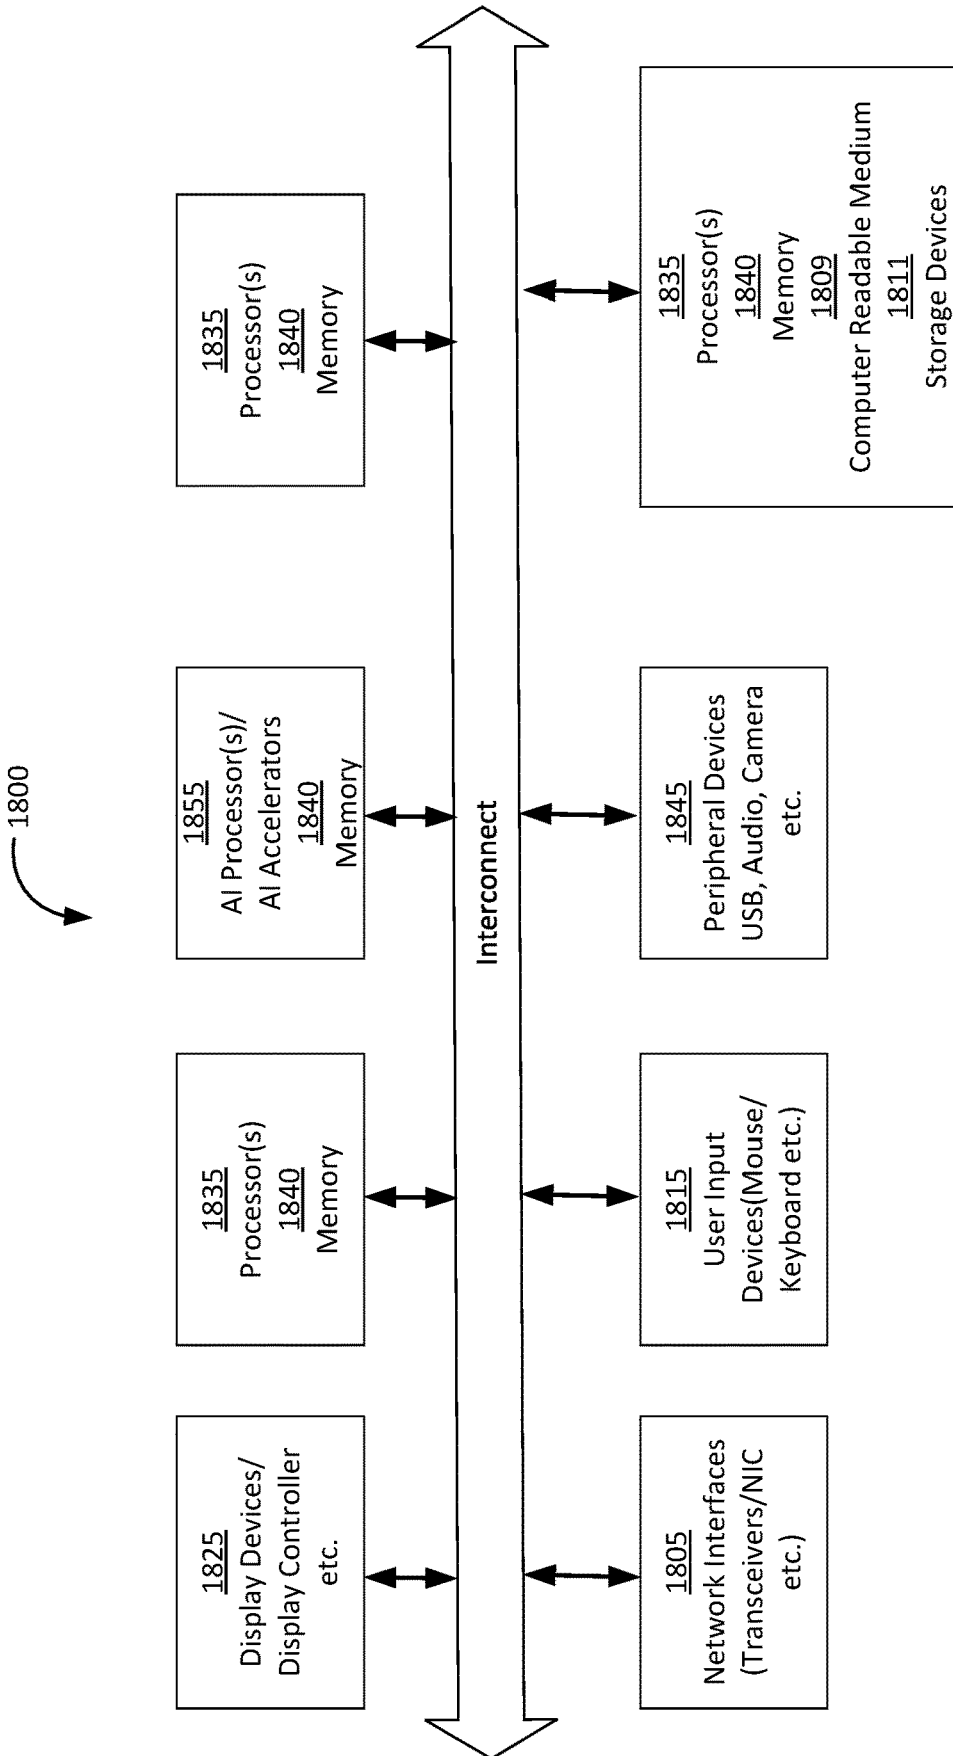 1800
1825
Display Devices/
Display Controller
etc.
1835
Processor(s)
1840
Memory
1855
AI Processor(s)/
AI Accelerators
1840
Memory
1835
Processor(s)
1840
Memory
Interconnect
1805
Network Interfaces
(Transceivers/NIC
etc.)
1815
User Input
Devices(Mouse/
Keyboard etc.)
1845
Peripheral Devices
USB, Audio, Camera
etc.
1835
Processor(s)
1840
Memory
1809
Computer Readable Medium
1811
Storage Devices